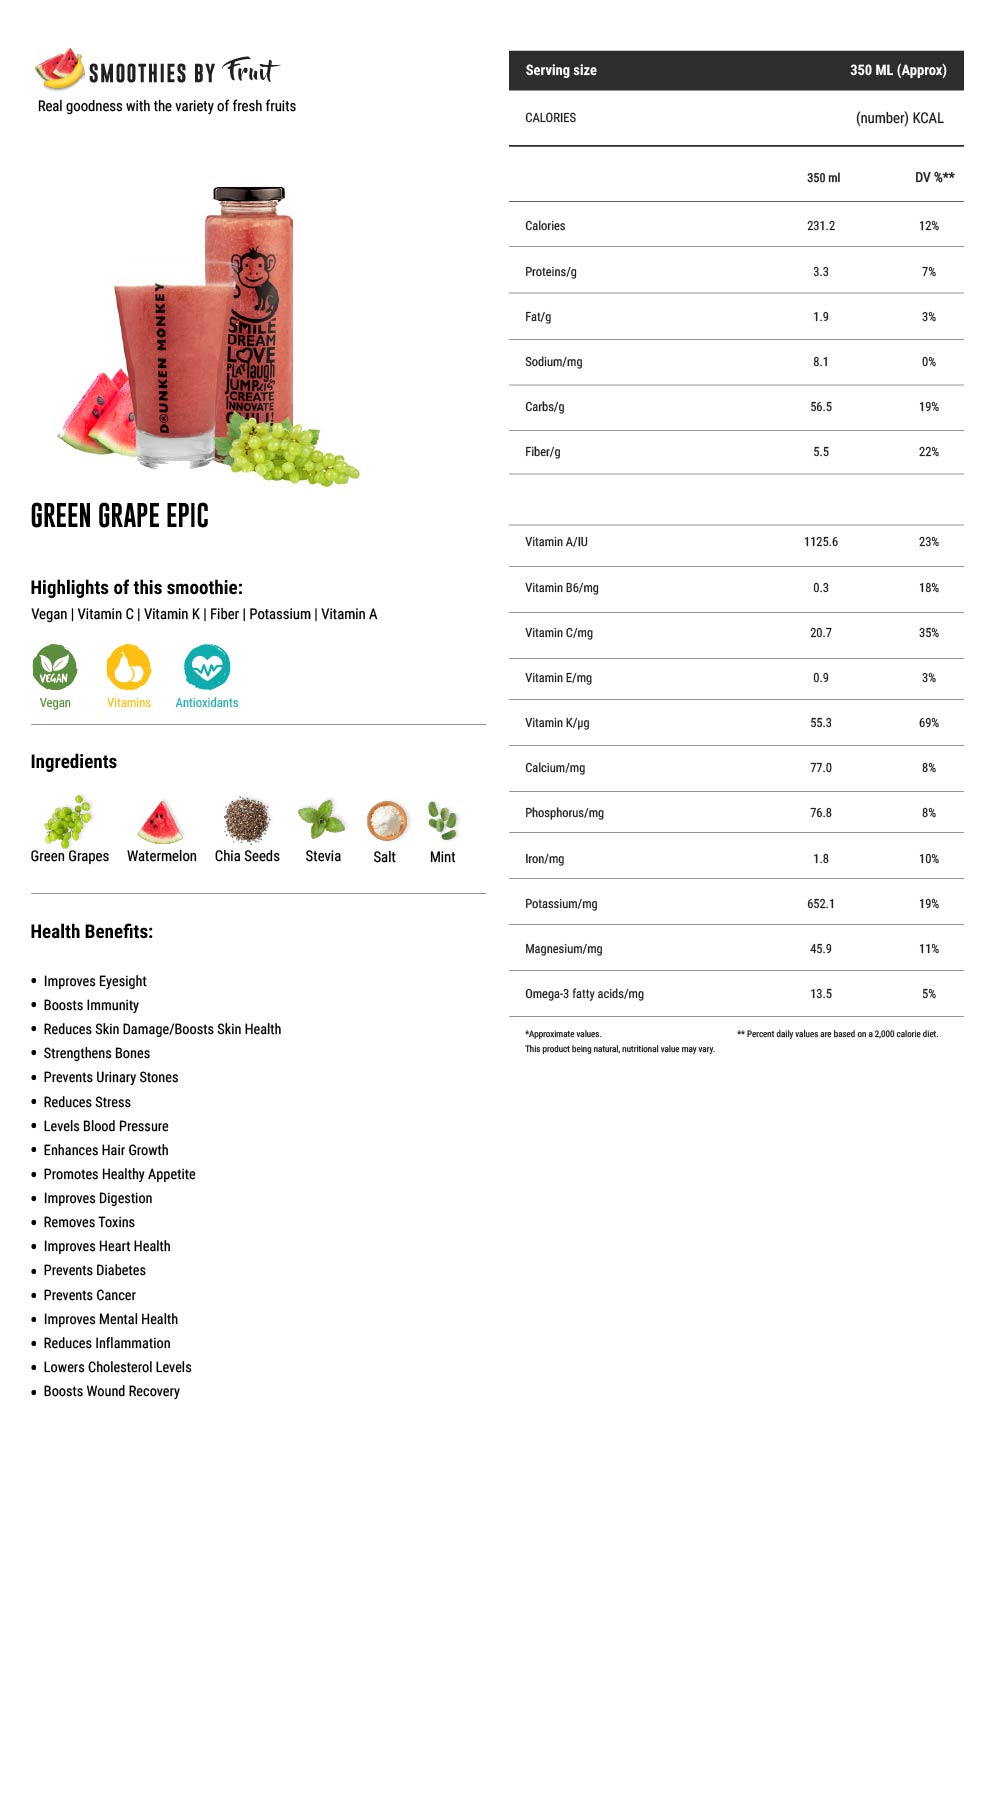 SMOOTHIES BY Fruit
Real goodness with the variety of fresh fruits
SMILE
DREAM
LOVE
PLAY laugh
JUMP KISS
CREATE
INNOVATE
CHILL!
DRUNKEN MONKEY
GREEN GRAPE EPIC
Highlights of this smoothie:
Vegan | Vitamin C | Vitamin K | Fiber | Potassium | Vitamin A
VEGAN
Vegan Vitamins Antioxidants
Ingredients
Green Grapes Watermelon Chia Seeds Stevia Salt Mint
Health Benefits:
• Improves Eyesight
• Boosts Immunity
• Reduces Skin Damage/Boosts Skin Health
• Strengthens Bones
• Prevents Urinary Stones
• Reduces Stress
• Levels Blood Pressure
• Enhances Hair Growth
• Promotes Healthy Appetite
• Improves Digestion
• Removes Toxins
• Improves Heart Health
• Prevents Diabetes
• Prevents Cancer
• Improves Mental Health
• Reduces Inflammation
• Lowers Cholesterol Levels
• Boosts Wound Recovery
Serving size 350 ML (Approx)
CALORIES (number) KCAL
350 ml DV %**
Calories 231.2 12%
Proteins/g 3.3 7%
Fat/g 1.9 3%
Sodium/mg 8.1 0%
Carbs/g 56.5 19%
Fiber/g 5.5 22%
Vitamin A/IU 1125.6 23%
Vitamin B6/mg 0.3 18%
Vitamin C/mg 20.7 35%
Vitamin E/mg 0.9 3%
Vitamin K/µg 55.3 69%
Calcium/mg 77.0 8%
Phosphorus/mg 76.8 8%
Iron/mg 1.8 10%
Potassium/mg 652.1 19%
Magnesium/mg 45.9 11%
Omega-3 fatty acids/mg 13.5 5%
*Approximate values. ** Percent daily values are based on a 2,000 calorie diet.
This product being natural, nutritional value may vary.